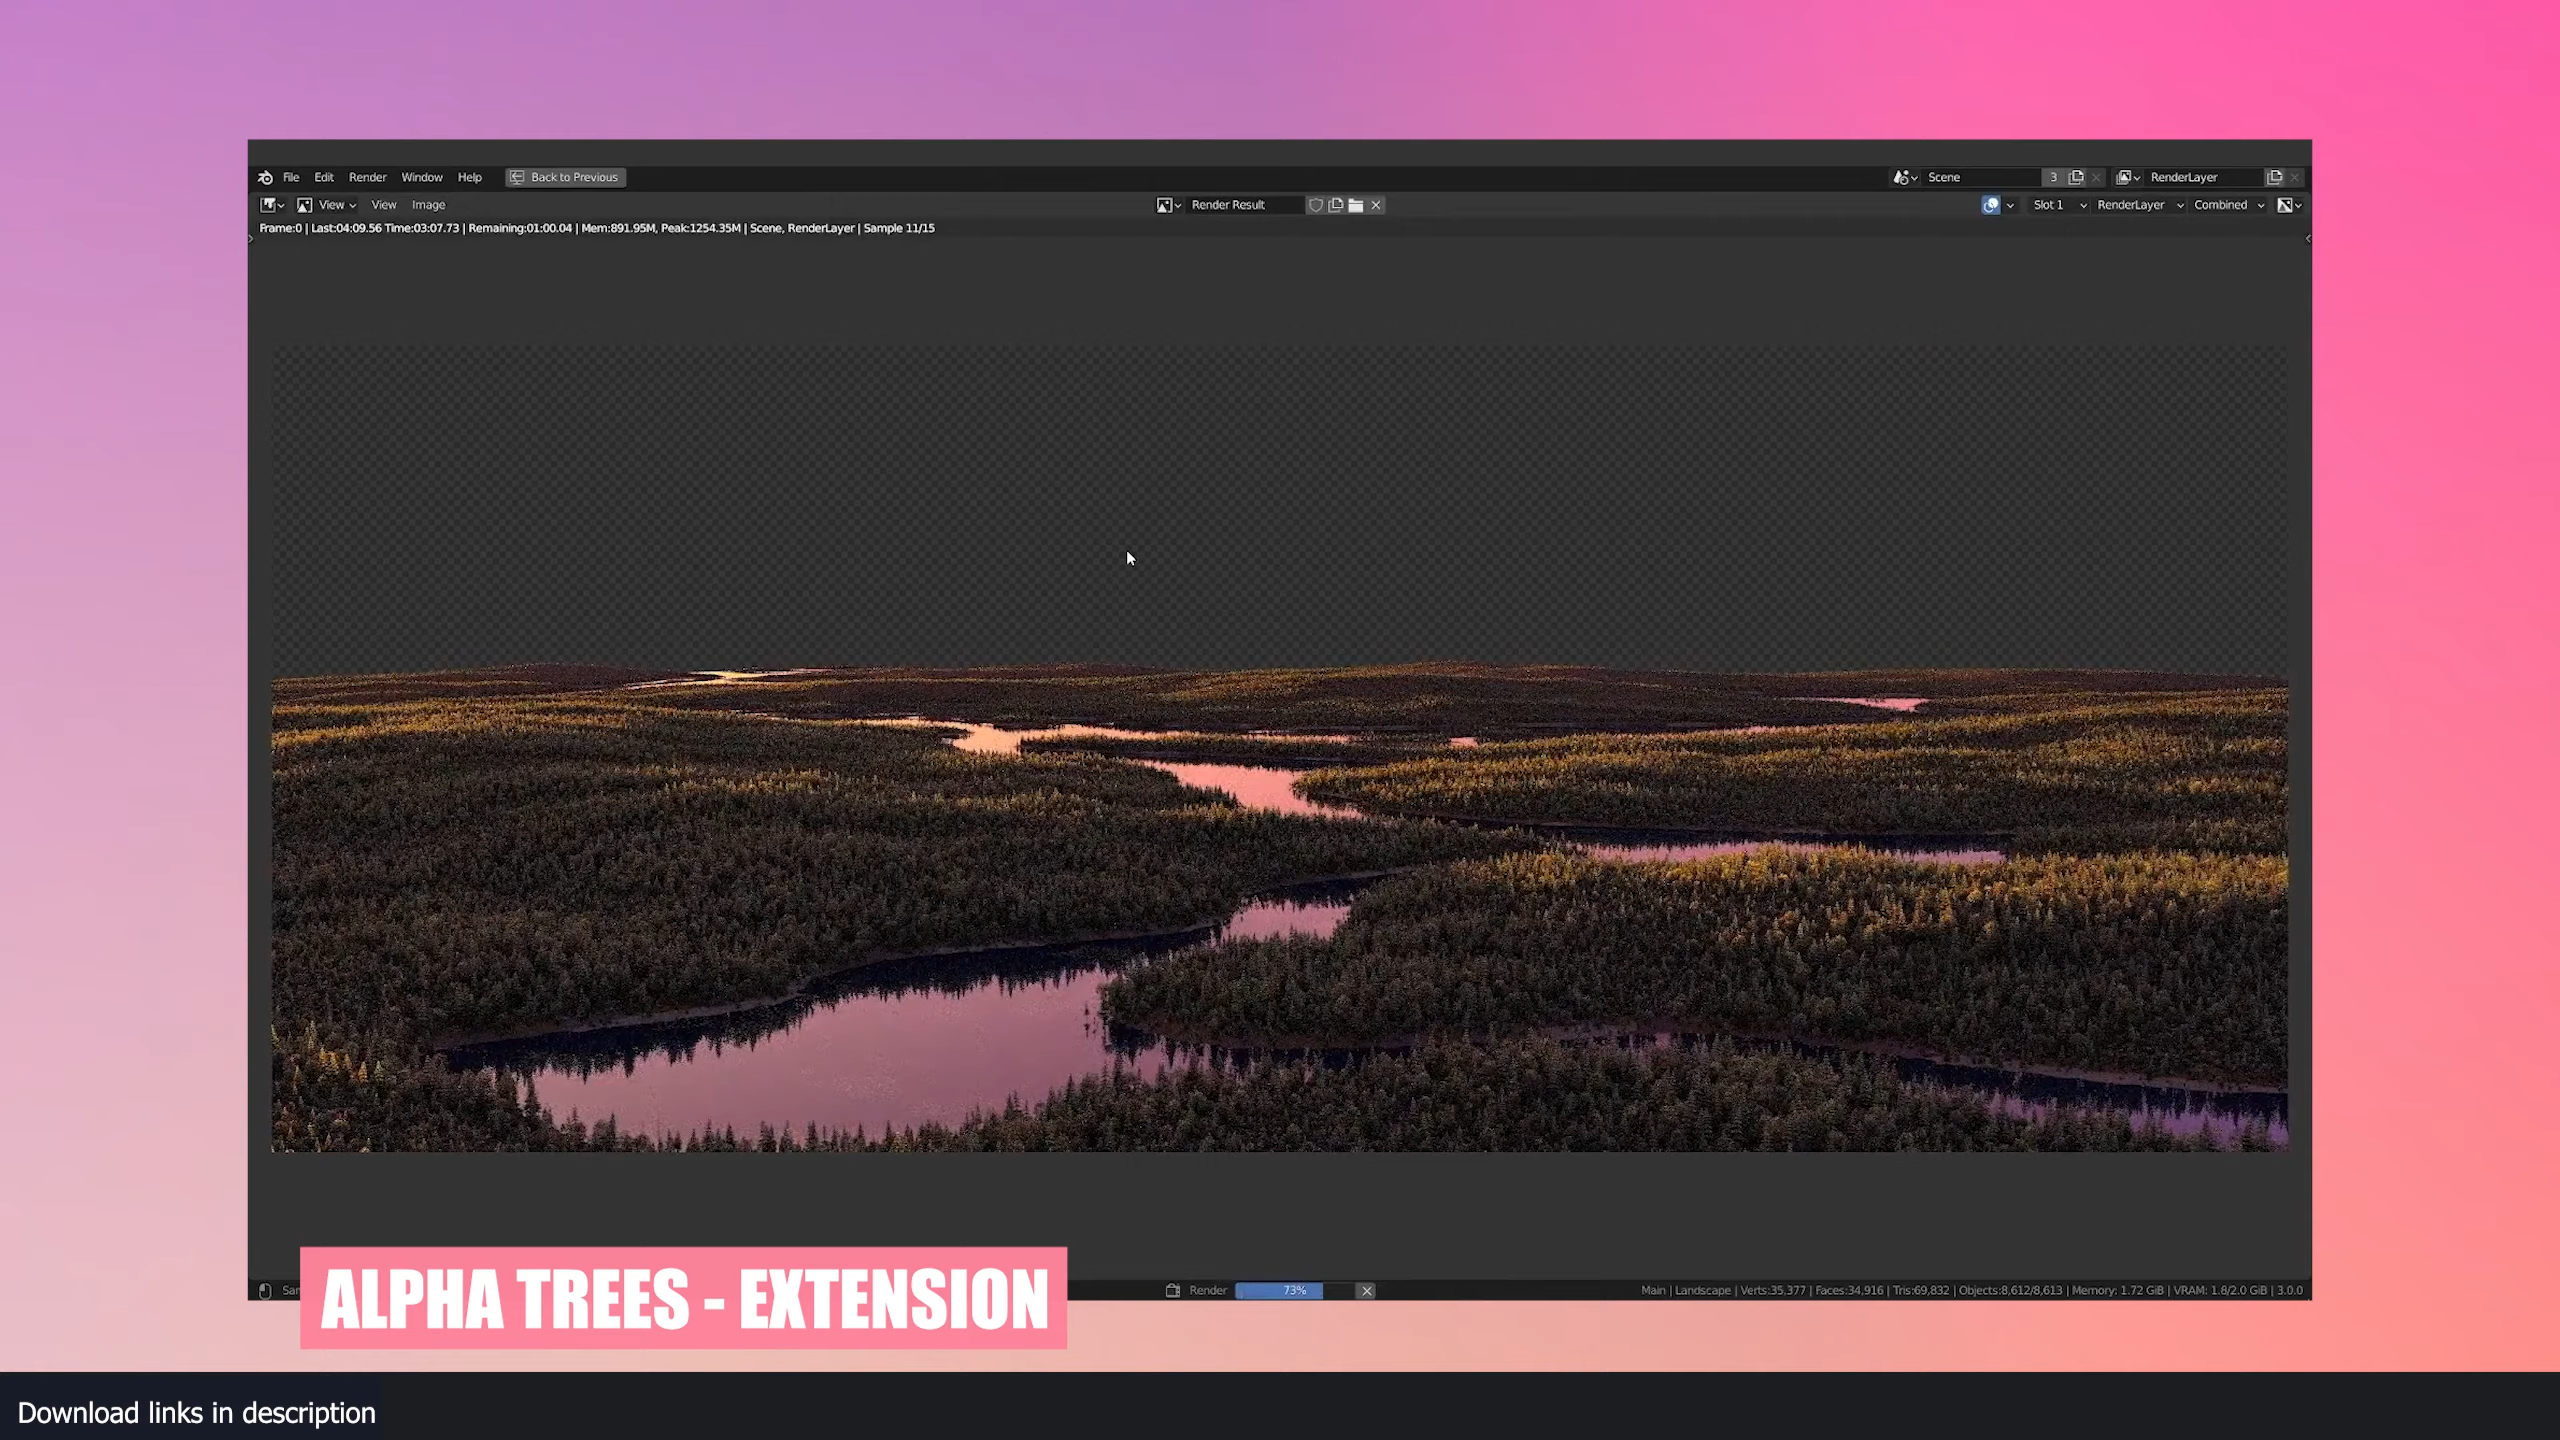 File Edit Render Window Help Back to Previous Scene 3 RenderLayer
View View Image Render Result Slot 1 RenderLayer Combined
Frame:0 | Last:04:09.56 Time:03:07.73 | Remaining:01:00.04 | Mem:891.95M, Peak:1254.35M | Scene, RenderLayer | Sample 11/15
Render 73% Main | Landscape | Verts:35,377 | Faces:34,916 | Tris:69,832 | Objects:8,612/8,613 | Memory: 1.72 GiB | VRAM: 1.8/2.0 GiB | 3.0.0
ALPHA TREES - EXTENSION
Download links in description